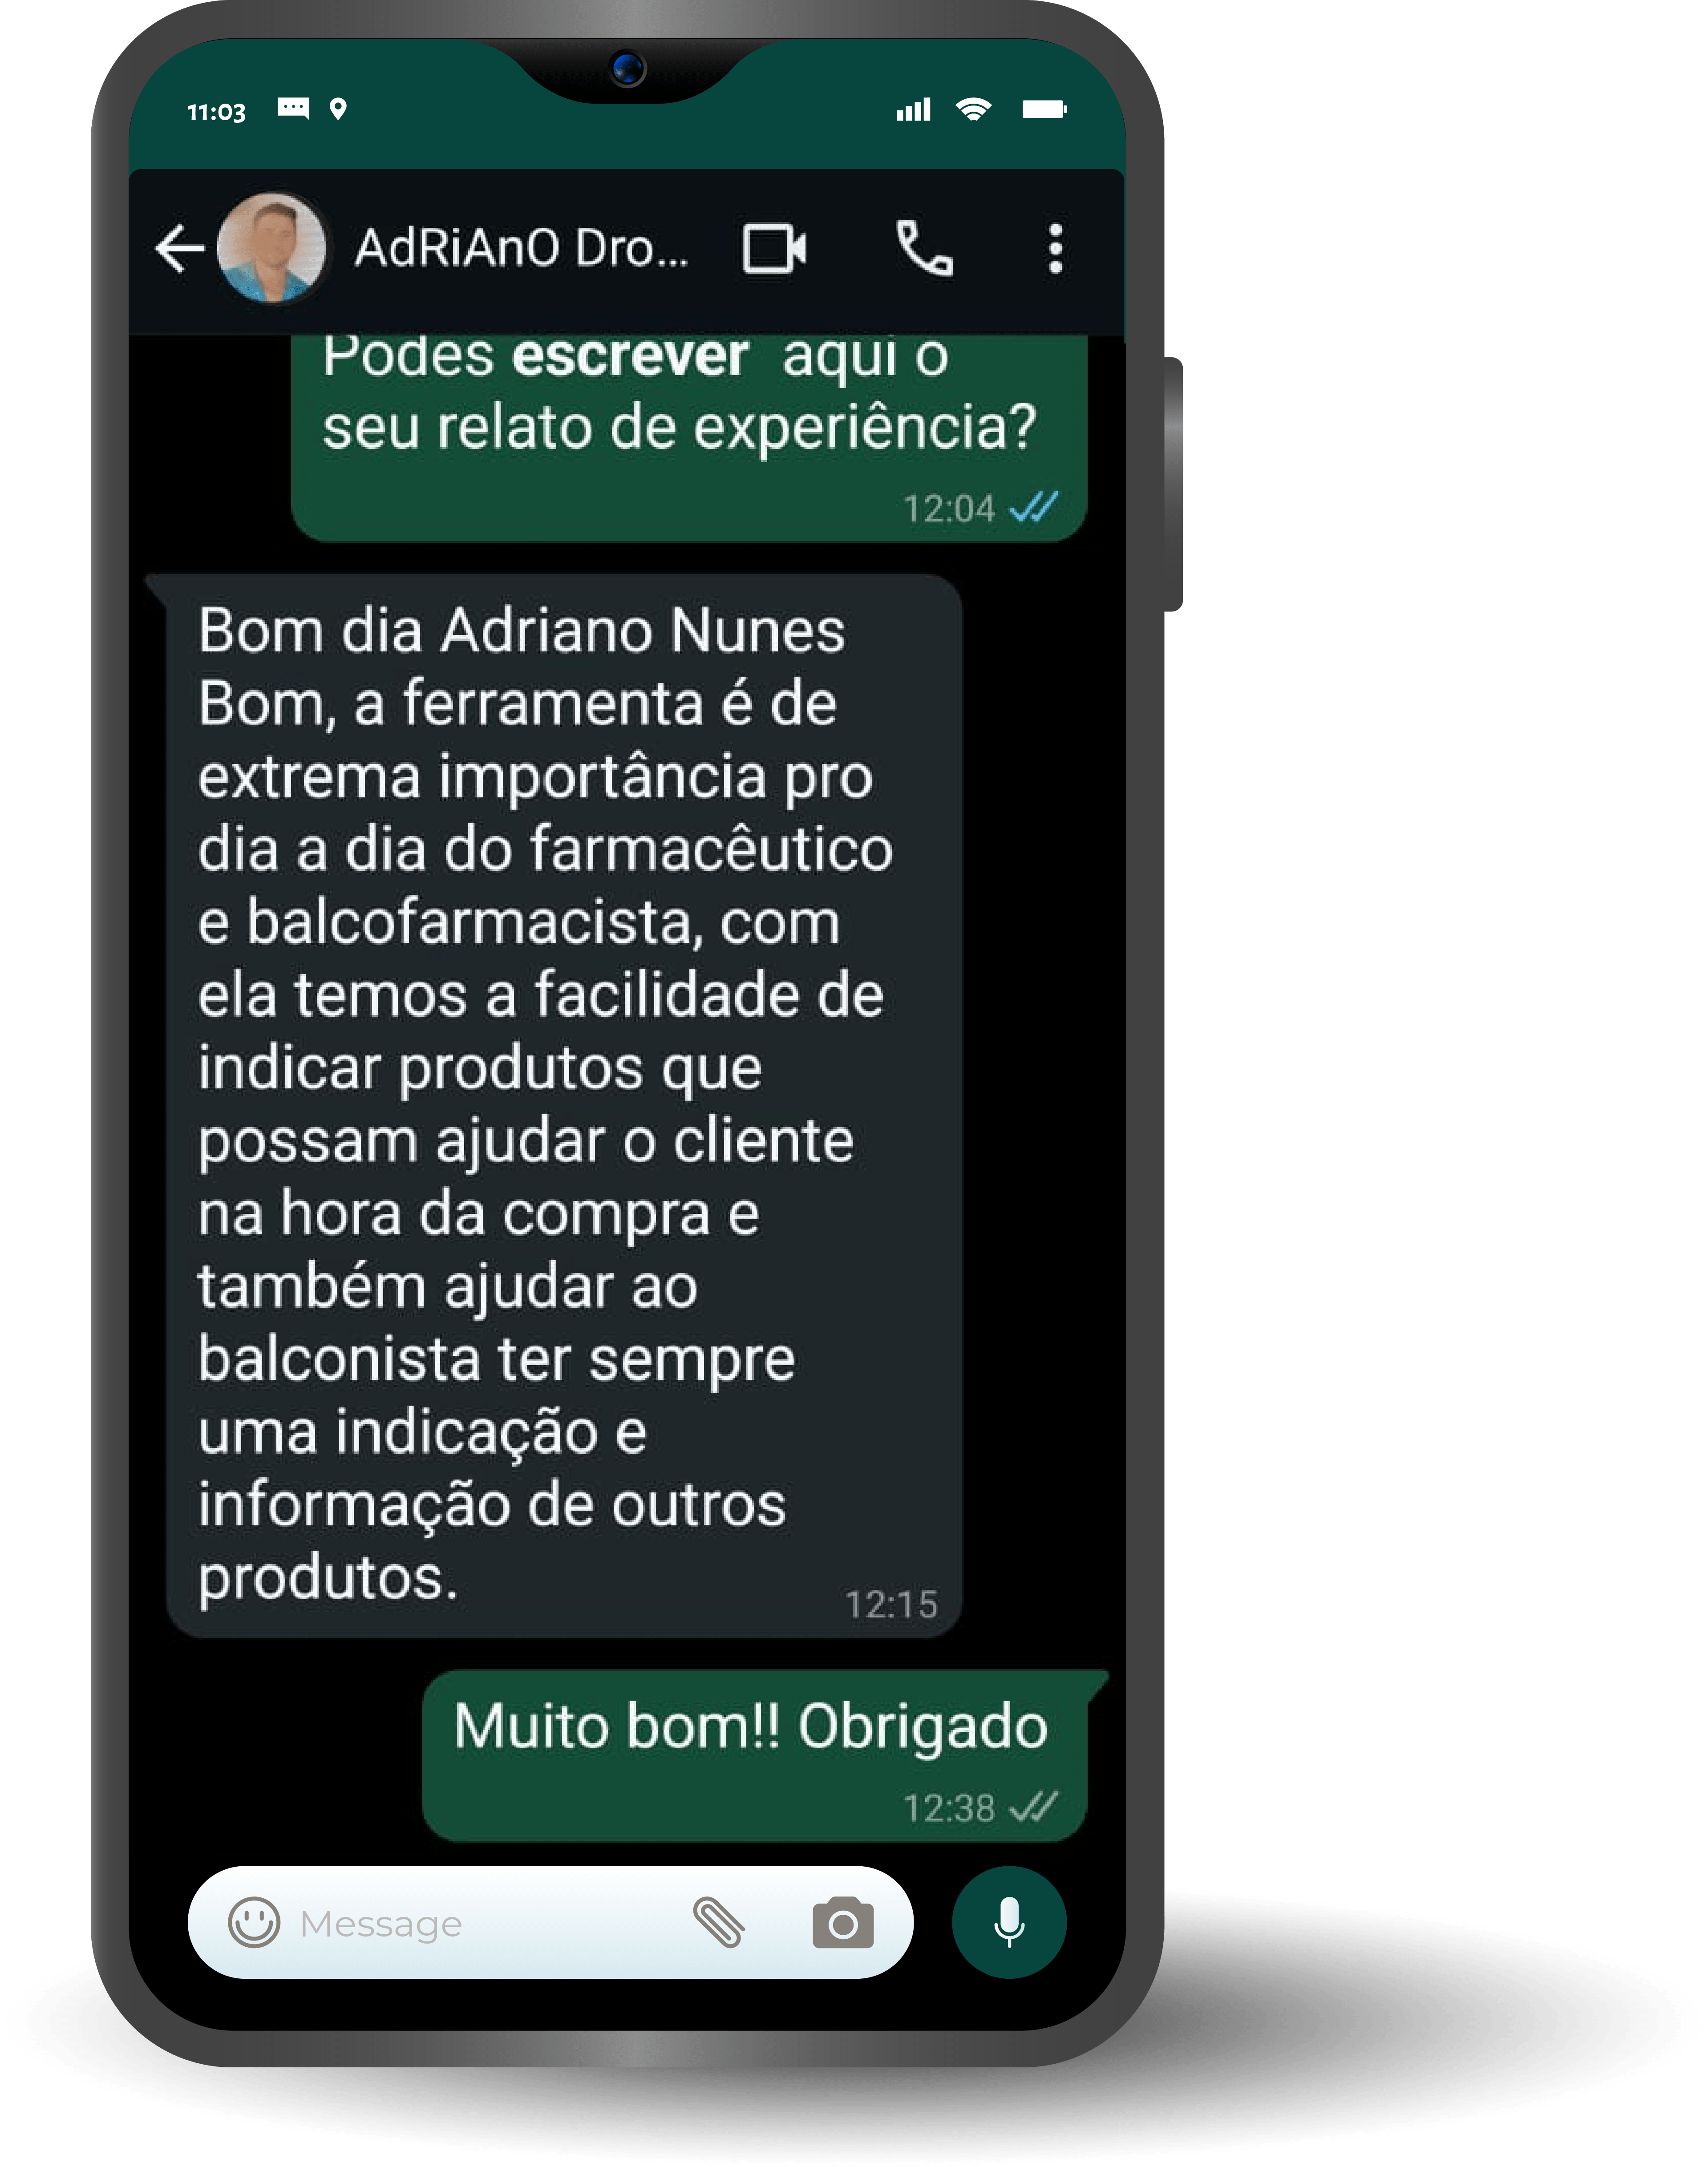 11:03
AdRiAnO Dro...
Podes escrever aqui o
seu relato de experiência?
12:04
Bom dia Adriano Nunes
Bom, a ferramenta é de
extrema importância pro
dia a dia do farmacêutico
e balcofarmacista, com
ela temos a facilidade de
indicar produtos que
possam ajudar o cliente
na hora da compra e
também ajudar ao
balconista ter sempre
uma indicação e
informação de outros
produtos.
12:15
Muito bom!! Obrigado
12:38
Message